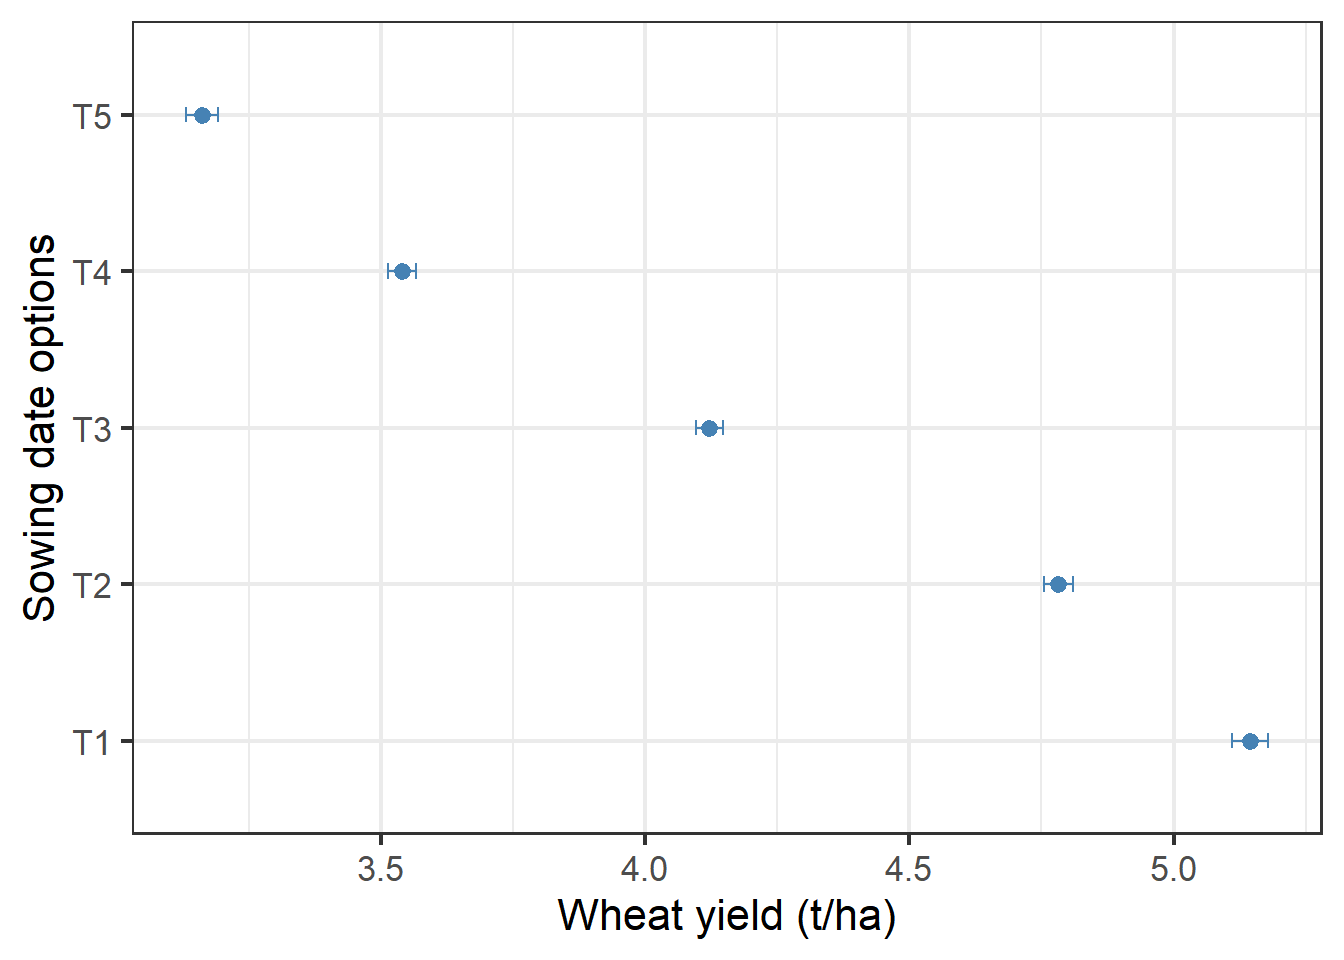 Sowing date options
T5
T4
T3
T2
T1
3.5 4.0 4.5 5.0
Wheat yield (t/ha)